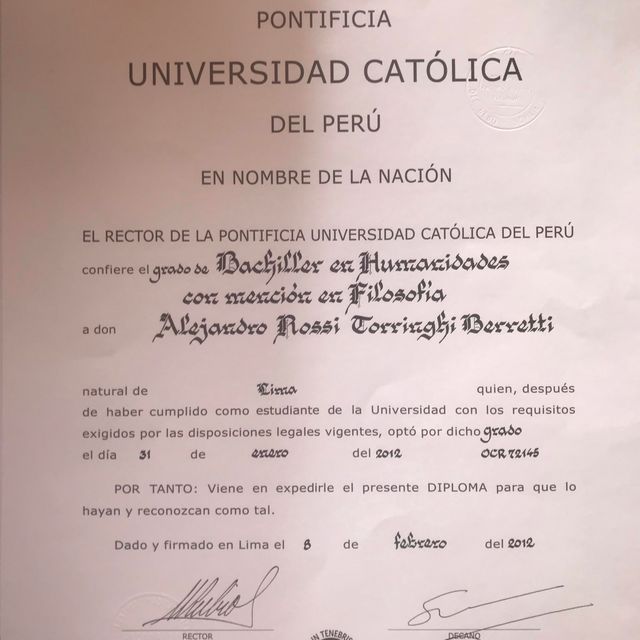 PONTIFICIA
UNIVERSIDAD CATÓLICA
DEL PERÚ
EN NOMBRE DE LA NACIÓN
EL RECTOR DE LA PONTIFICIA UNIVERSIDAD CATÓLICA DEL PERÚ
confiere el grado de Bachiller en Humanidades
con mención en Filosofía
a don Alejandro Rossi Torringhi Berretti
natural de Lima quien, después
de haber cumplido como estudiante de la Universidad con los requisitos
exigidos por las disposiciones legales vigentes, optó por dicho grado
el día 31 de enero del 2012 OCR 72145
POR TANTO: Viene en expedirle el presente DIPLOMA para que lo
hayan y reconozcan como tal.
Dado y firmado en Lima el 8 de febrero del 2012
RECTOR DECANO
IN TENEBRIS